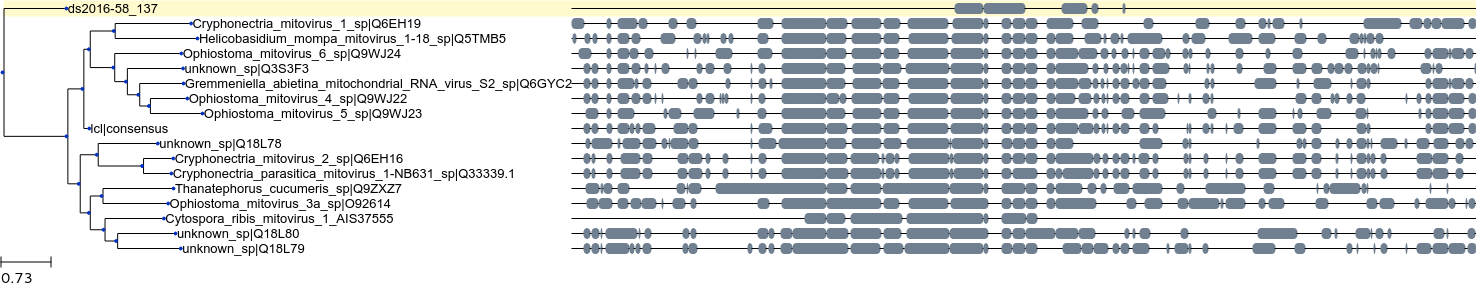 ds2016-58_137
Cryphonectria_mitovirus_1_sp|Q6EH19
Helicobasidium_mompa_mitovirus_1-18_sp|Q5TMB5
Ophiostoma_mitovirus_6_sp|Q9WJ24
unknown_sp|Q3S3F3
Gremmeniella_abietina_mitochondrial_RNA_virus_S2_sp|Q6GYC2
Ophiostoma_mitovirus_4_sp|Q9WJ22
Ophiostoma_mitovirus_5_sp|Q9WJ23
lcl|consensus
unknown_sp|Q18L78
Cryphonectria_mitovirus_2_sp|Q6EH16
Cryphonectria_parasitica_mitovirus_1-NB631_sp|Q33339.1
Thanatephorus_cucumeris_sp|Q9ZXZ7
Ophiostoma_mitovirus_3a_sp|O92614
Cytospora_ribis_mitovirus_1_AIS37555
unknown_sp|Q18L80
unknown_sp|Q18L79
0.73